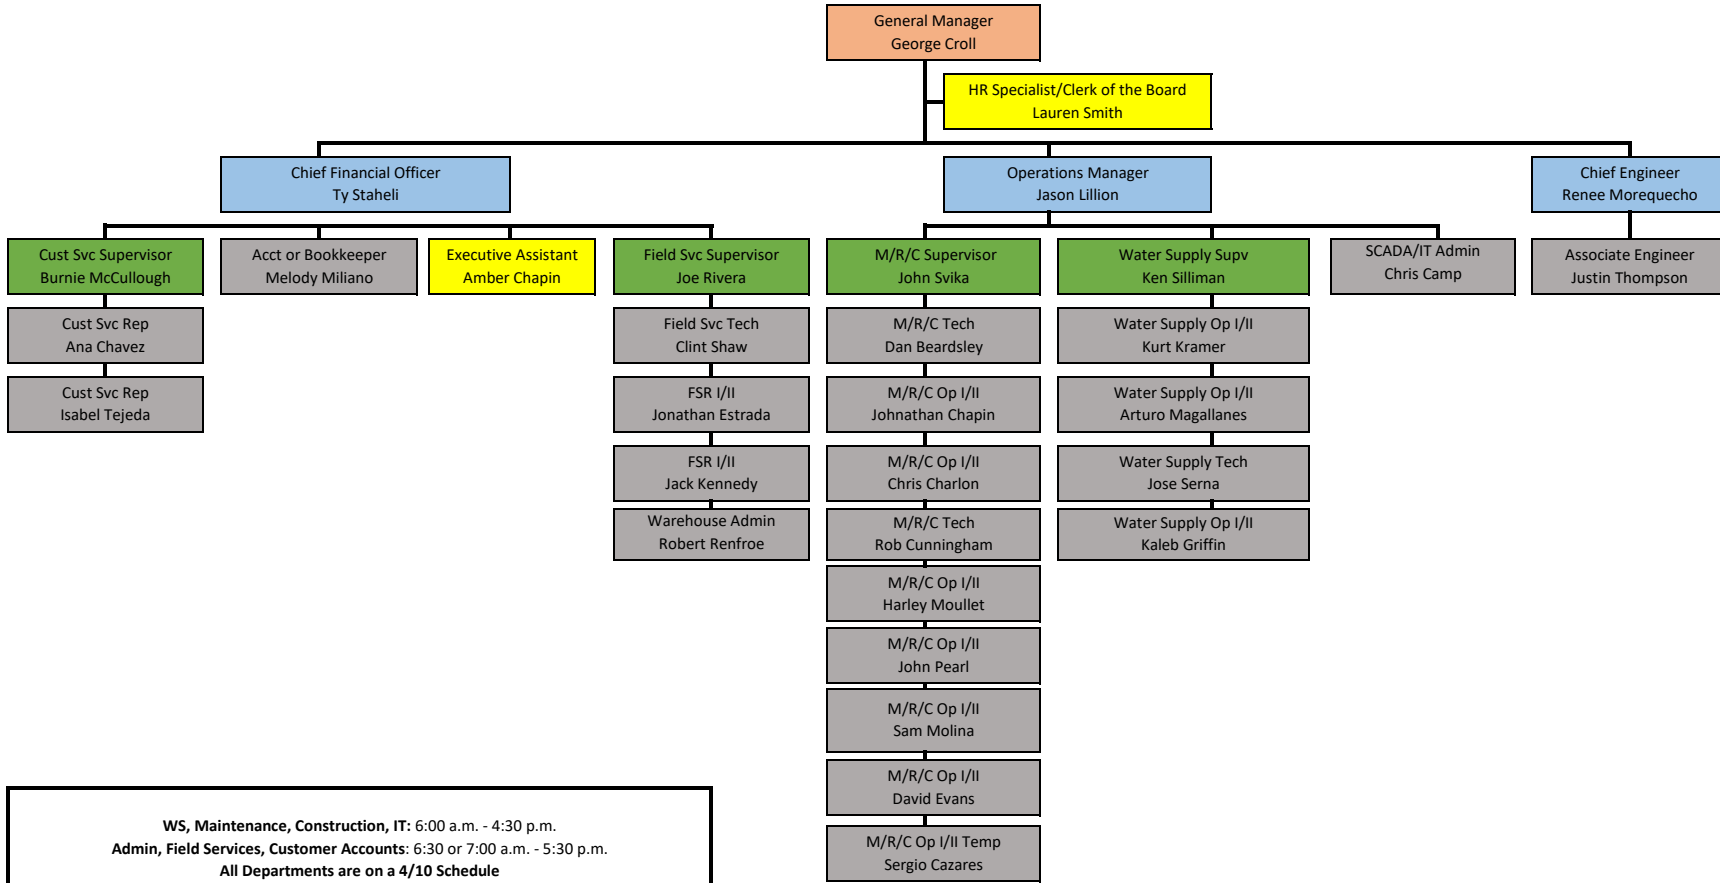 General Manager
George Croll
HR Specialist/Clerk of the Board
Lauren Smith
Chief Financial Officer
Ty Staheli
Operations Manager
Jason Lillion
Chief Engineer
Renee Morequecho
Cust Svc Supervisor
Burnie McCullough
Acct or Bookkeeper
Melody Miliano
Executive Assistant
Amber Chapin
Field Svc Supervisor
Joe Rivera
M/R/C Supervisor
John Svika
Water Supply Supv
Ken Silliman
SCADA/IT Admin
Chris Camp
Associate Engineer
Justin Thompson
Cust Svc Rep
Ana Chavez
Cust Svc Rep
Isabel Tejeda
Field Svc Tech
Clint Shaw
FSR I/II
Jonathan Estrada
FSR I/II
Jack Kennedy
Warehouse Admin
Robert Renfroe
M/R/C Tech
Dan Beardsley
M/R/C Op I/II
Johnathan Chapin
M/R/C Op I/II
Chris Charlon
M/R/C Tech
Rob Cunningham
M/R/C Op I/II
Harley Moullet
M/R/C Op I/II
John Pearl
M/R/C Op I/II
Sam Molina
M/R/C Op I/II
David Evans
M/R/C Op I/II Temp
Sergio Cazares
Water Supply Op I/II
Kurt Kramer
Water Supply Op I/II
Arturo Magallanes
Water Supply Tech
Jose Serna
Water Supply Op I/II
Kaleb Griffin
WS, Maintenance, Construction, IT: 6:00 a.m. - 4:30 p.m.
Admin, Field Services, Customer Accounts: 6:30 or 7:00 a.m. - 5:30 p.m.
All Departments are on a 4/10 Schedule